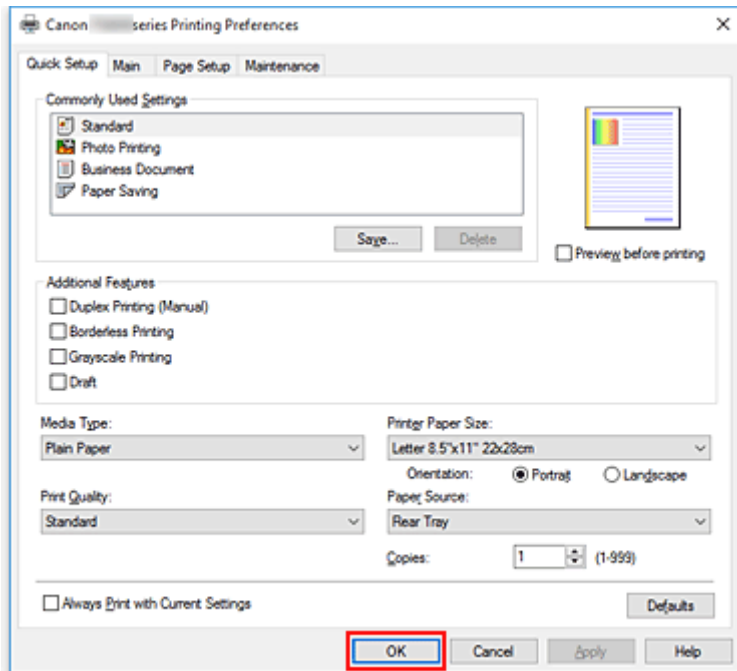 Canon series Printing Preferences
Quick Setup Main Page Setup Maintenance
Commonly Used Settings
Standard
Photo Printing
Business Document
Paper Saving
Save... Delete
Preview before printing
Additional Features
Duplex Printing (Manual)
Borderless Printing
Grayscale Printing
Draft
Media Type: Printer Paper Size:
Plain Paper Letter 8.5"x11" 22x28cm
Orientation: Portrait Landscape
Print Quality: Paper Source:
Standard Rear Tray
Copies: 1 (1-999)
Always Print with Current Settings Defaults
OK Cancel Apply Help